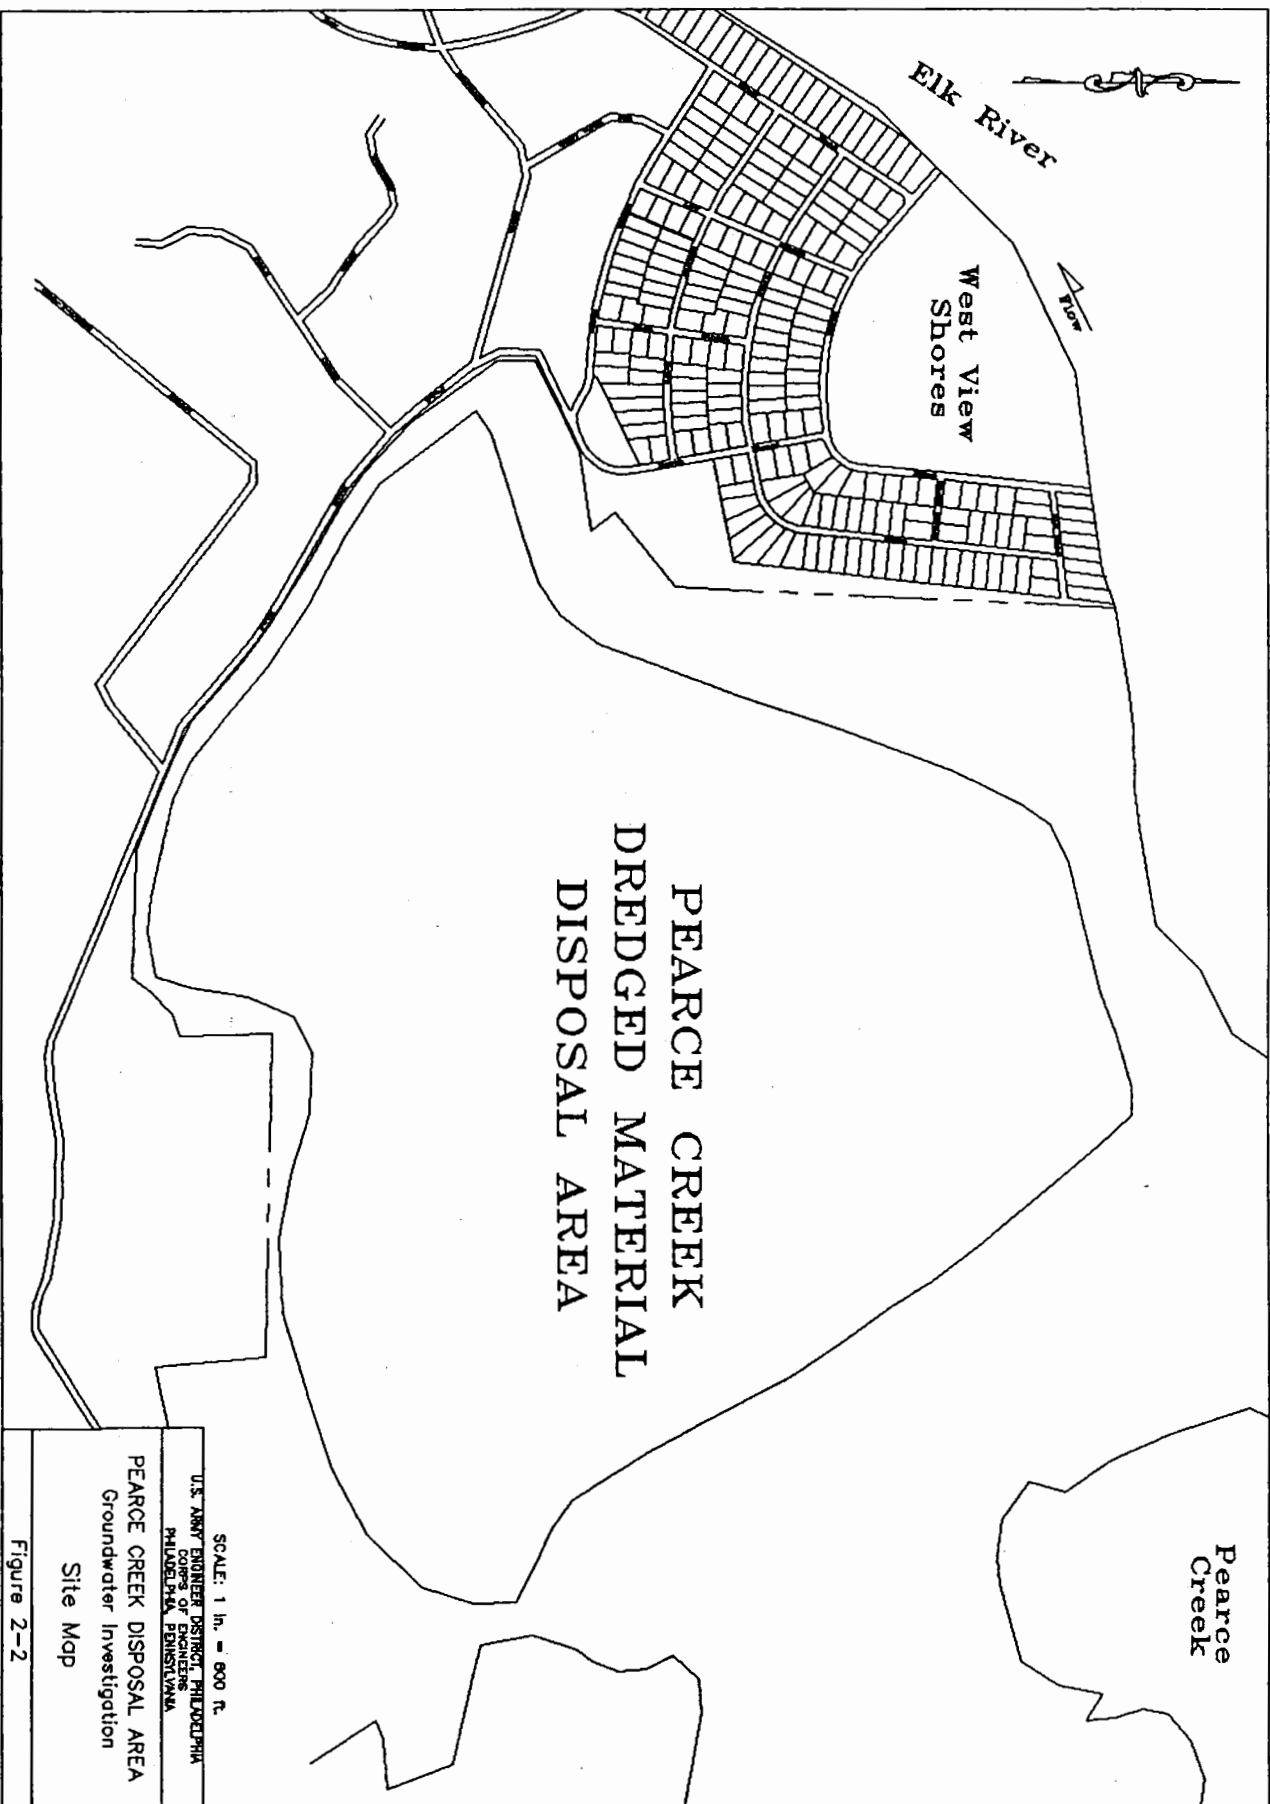 Elk River
Flow
West View
Shores
Pearce
Creek
PEARCE CREEK
DREDGED MATERIAL
DISPOSAL AREA
SCALE: 1 in. = 600 ft.
U.S. ARMY ENGINEER DISTRICT, PHILADELPHIA
CORPS OF ENGINEERS
PHILADELPHIA, PENNSYLVANIA
PEARCE CREEK DISPOSAL AREA
Groundwater Investigation
Site Map
Figure 2-2